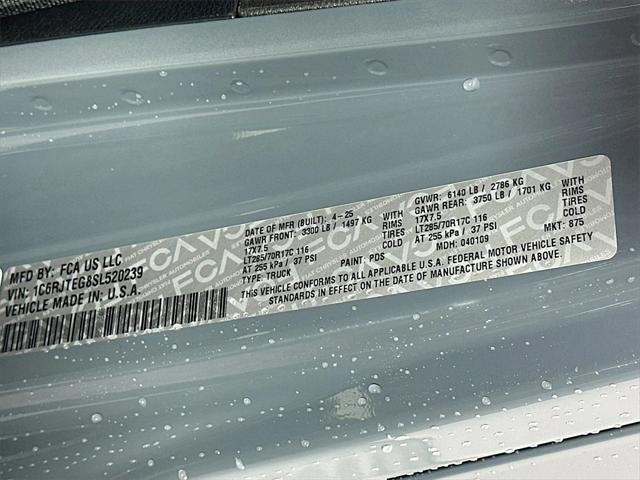 MFD BY: FCA US LLC
VIN: 1C6RJTEG8SL520239
VEHICLE MADE IN U.S.A.
DATE OF MFR (BUILT): 4-25
GAWR FRONT: 3300 LB / 1497 KG WITH
17X7.5 RIMS
LT285/70R17C 116 TIRES
AT 255 kPa / 37 PSI COLD
TYPE: TRUCK PAINT: PDS
GVWR: 6140 LB / 2786 KG
GAWR REAR: 3750 LB / 1701 KG WITH
17X7.5 RIMS
LT285/70R17C 116 TIRES
AT 255 kPa / 37 PSI COLD
MDH: 040109 MKT: 875
THIS VEHICLE CONFORMS TO ALL APPLICABLE U.S.A. FEDERAL MOTOR VEHICLE SAFETY
STANDARDS IN EFFECT ON THE DATE OF MANUFACTURE SHOWN ABOVE.